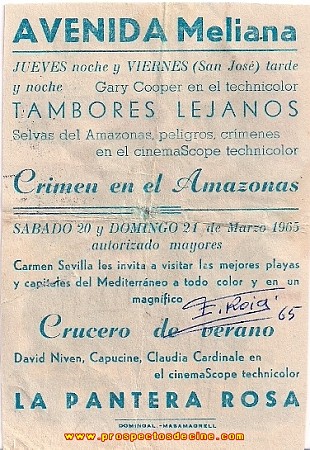 AVENIDA Meliana
JUEVES noche y VIERNES (San José) tarde
y noche Gary Cooper en el technicolor
TAMBORES LEJANOS
Selvas del Amazonas, peligros, crimenes
en el cinemaScope technicolor
Crimen en el Amazonas
SABADO 20 y DOMINGO 21 de Marzo 1965
autorizado mayores
Carmen Sevilla les invita a visitar las mejores playas
y capitales del Mediterráneo a todo color y en un
magnífico
E. Roig
65
Crucero de verano
David Niven, Capucine, Claudia Cardinale en
el cinemaScope technicolor
LA PANTERA ROSA
DOMINGAL.-MASAMAGRELL
www.prospectosdecine.com